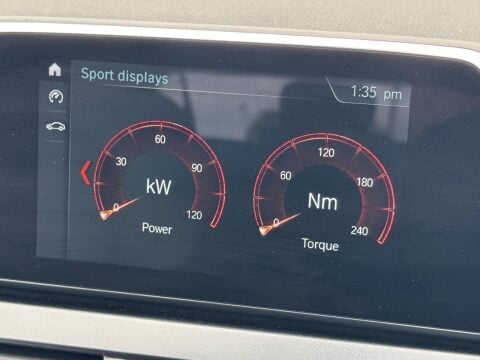 Sport displays
1:35 pm
0 30 60 90 120
kW
Power
0 60 120 180 240
Nm
Torque